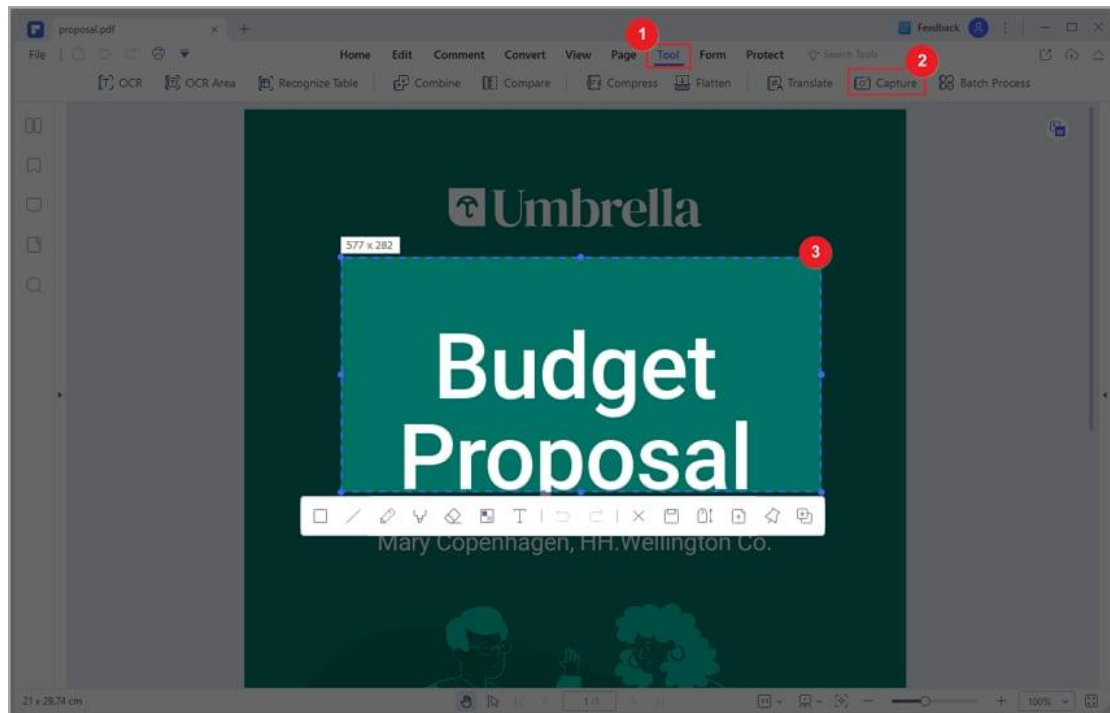 proposal.pdf
Feedback
1
File
Home Edit Comment Convert View Page Tool Form Protect Search Tools
2
OCR OCR Area Recognize Table Combine Compare Compress Flatten Translate Capture Batch Process
Umbrella
577 x 282
3
Budget
Proposal
T
Mary Copenhagen, HH.Wellington Co.
21 x 29.74 cm
1/1
100%